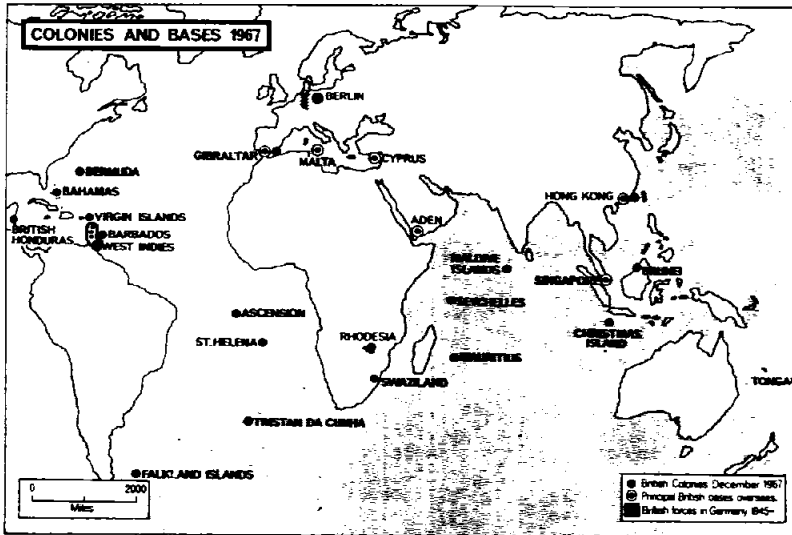 COLONIES AND BASES 1967
BERLIN
GIBRALTAR
MALTA
CYPRUS
BERMUDA
BAHAMAS
HONG KONG
VIRGIN ISLANDS
BRITISH
HONDURAS
BARBADOS
WEST INDIES
ADEN
MALDIVE
ISLANDS
BRUNEI
SINGAPORE
SEYCHELLES
ASCENSION
CHRISTMAS
ISLAND
RHODESIA
ST. HELENA
MAURITIUS
SWAZILAND
TONGA
TRISTAN DA CUNHA
FALKLAND ISLANDS
0 2000
Miles
British Colonies December 1967
Principal British bases overseas.
British forces in Germany 1945-